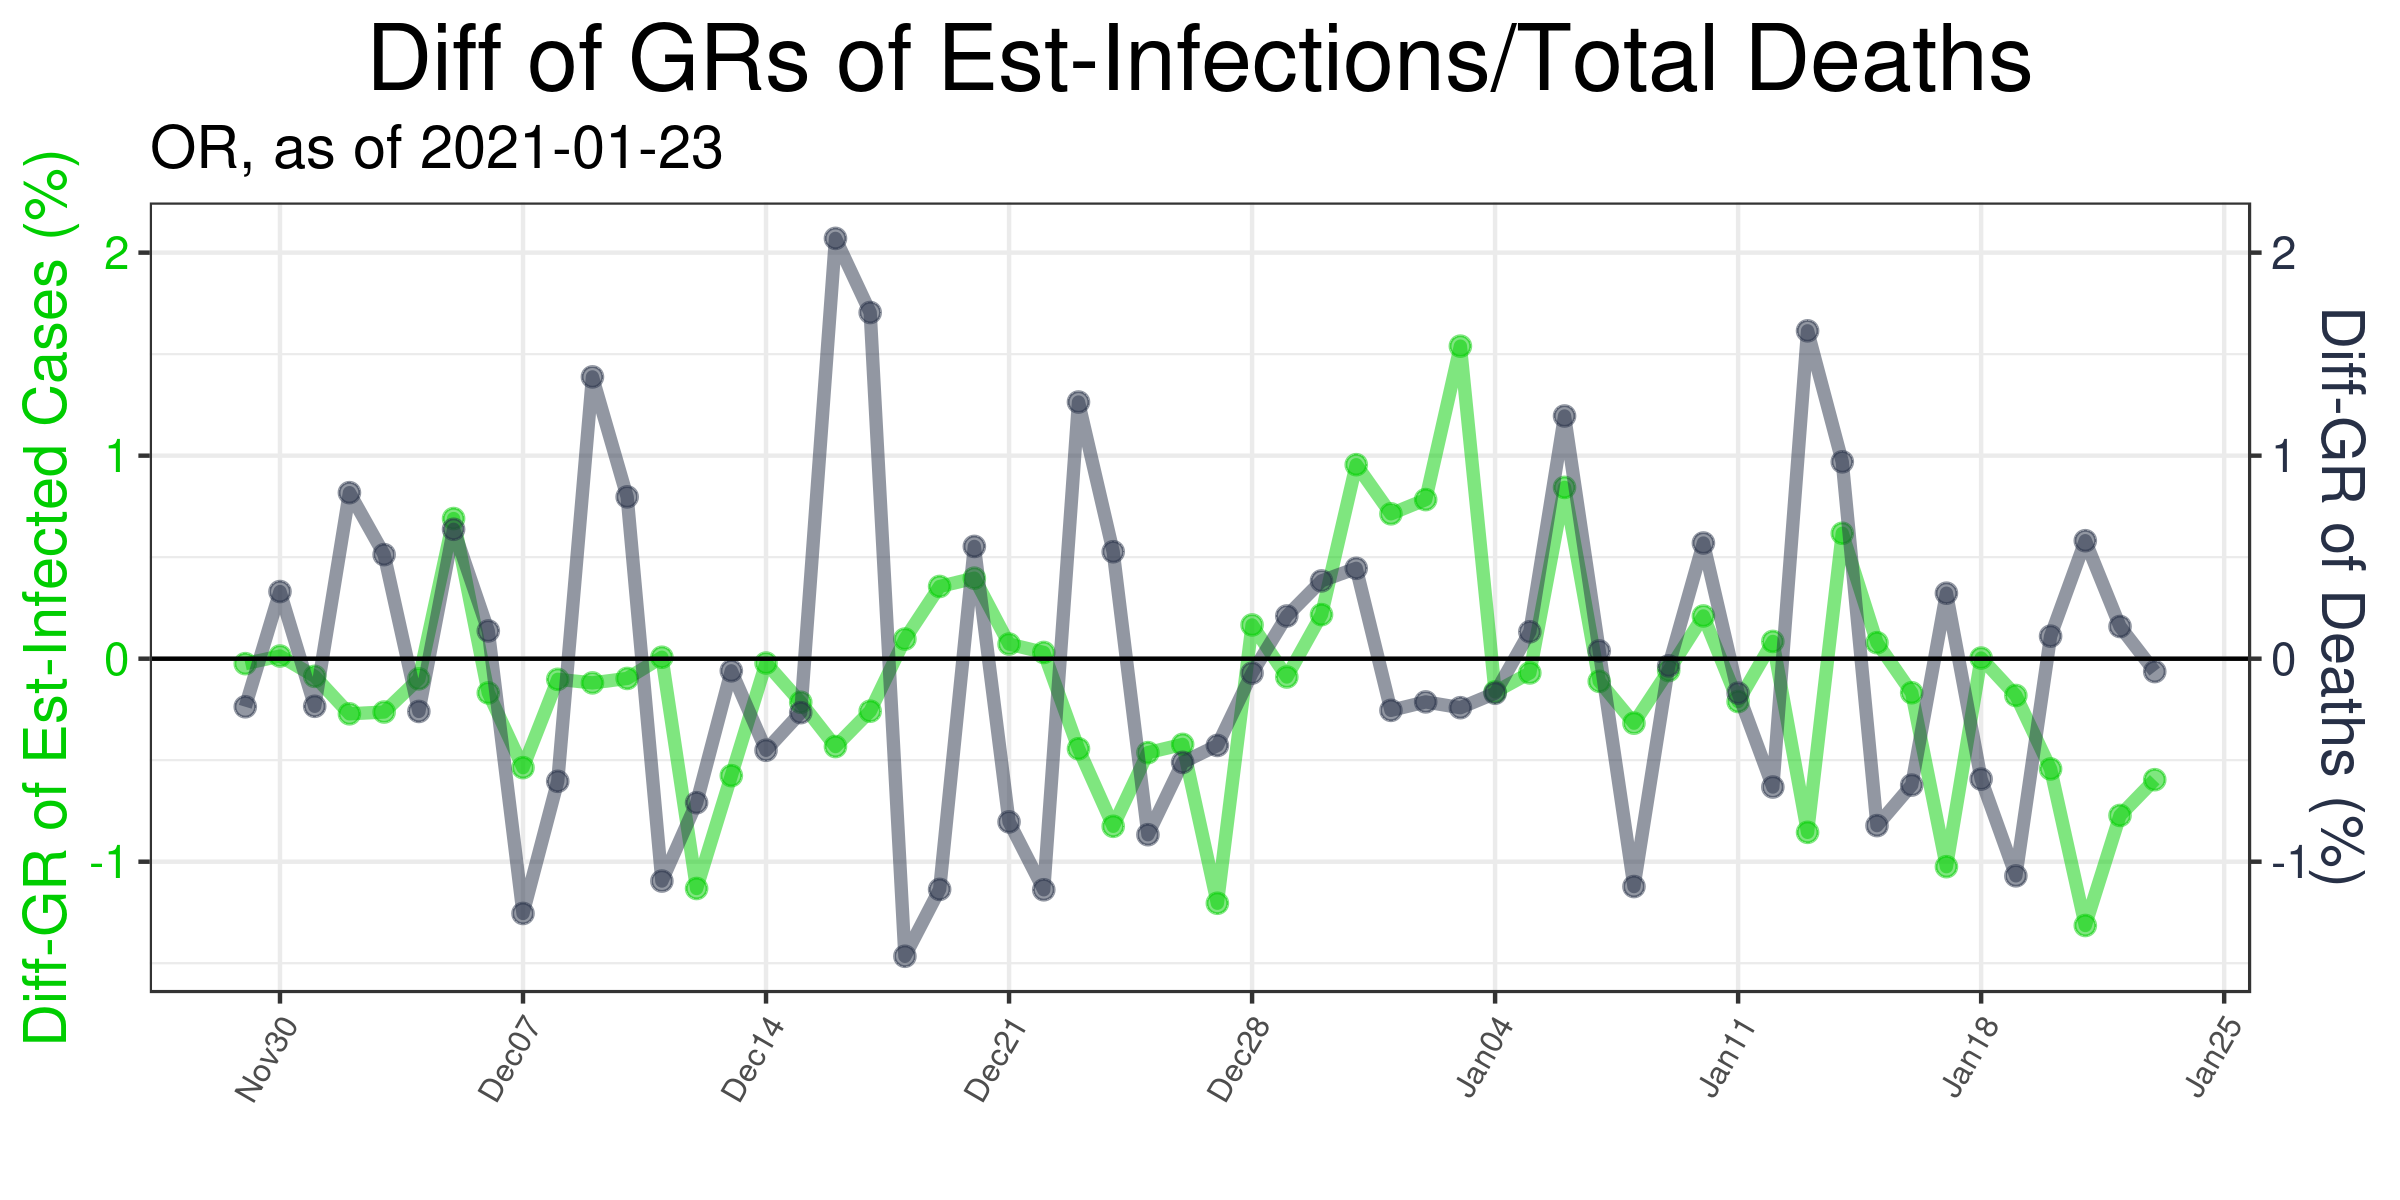 Diff of GRs of Est-Infections/Total Deaths
OR, as of 2021-01-23
Diff-GR of Est-Infected Cases (%)
2
1
0
-1
2
1
0
-1
Diff-GR of Deaths (%)
Nov30
Dec07
Dec14
Dec21
Dec28
Jan04
Jan11
Jan18
Jan25